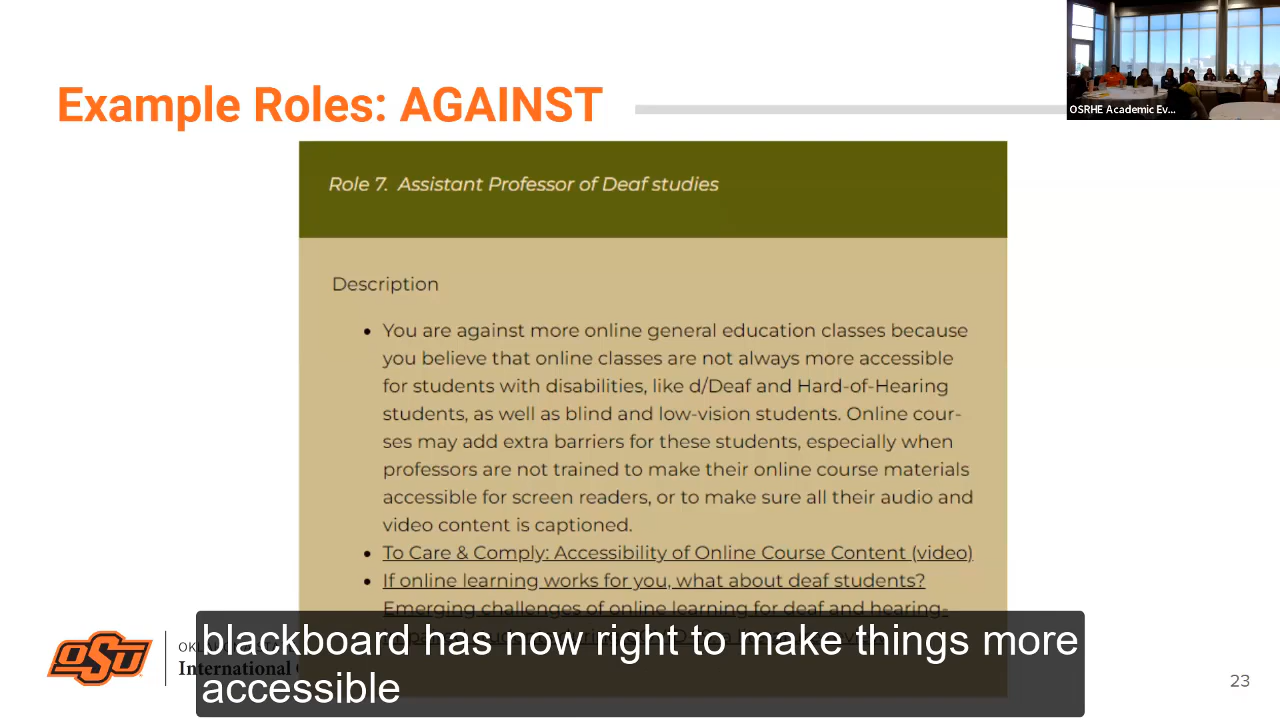 OSRHE Academic Ev...
Example Roles: AGAINST
Role 7. Assistant Professor of Deaf studies
Description
• You are against more online general education classes because
you believe that online classes are not always more accessible
for students with disabilities, like d/Deaf and Hard-of-Hearing
students, as well as blind and low-vision students. Online cour-
ses may add extra barriers for these students, especially when
professors are not trained to make their online course materials
accessible for screen readers, or to make sure all their audio and
video content is captioned.
• To Care & Comply: Accessibility of Online Course Content (video)
• If online learning works for you, what about deaf students?
Emerging challenges of online learning for deaf and hearing-
blackboard has now right to make things more
accessible
OSU
International
23